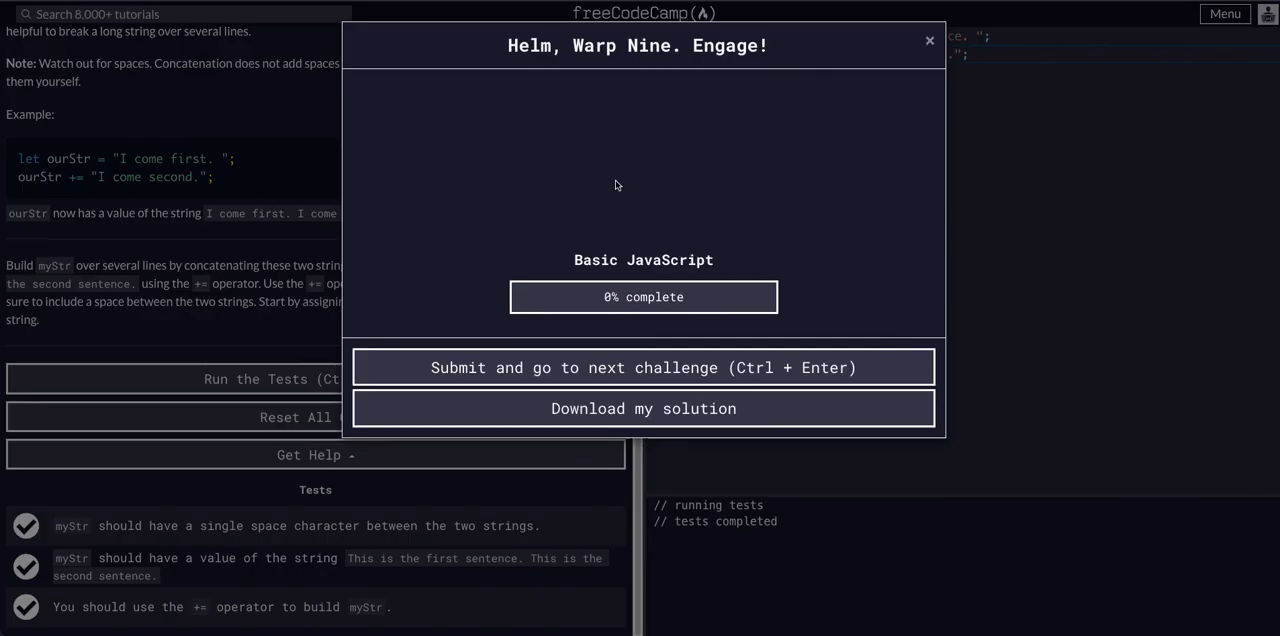 Search 8,000+ tutorials
freeCodeCamp
Menu
helpful to break a long string over several lines.
Note: Watch out for spaces. Concatenation does not add spaces
them yourself.
Example:
let ourStr = "I come first. ";
ourStr += "I come second.";
ourStr now has a value of the string I come first. I come
Build myStr over several lines by concatenating these two strin
the second sentence. using the += operator. Use the += op
sure to include a space between the two strings. Start by assignin
string.
Run the Tests (Ct
Reset All
Get Help
Tests
myStr should have a single space character between the two strings.
myStr should have a value of the string This is the first sentence. This is the
second sentence.
You should use the += operator to build myStr.
Helm, Warp Nine. Engage!
×
Basic JavaScript
0% complete
Submit and go to next challenge (Ctrl + Enter)
Download my solution
ce. ";
.";
// running tests
// tests completed